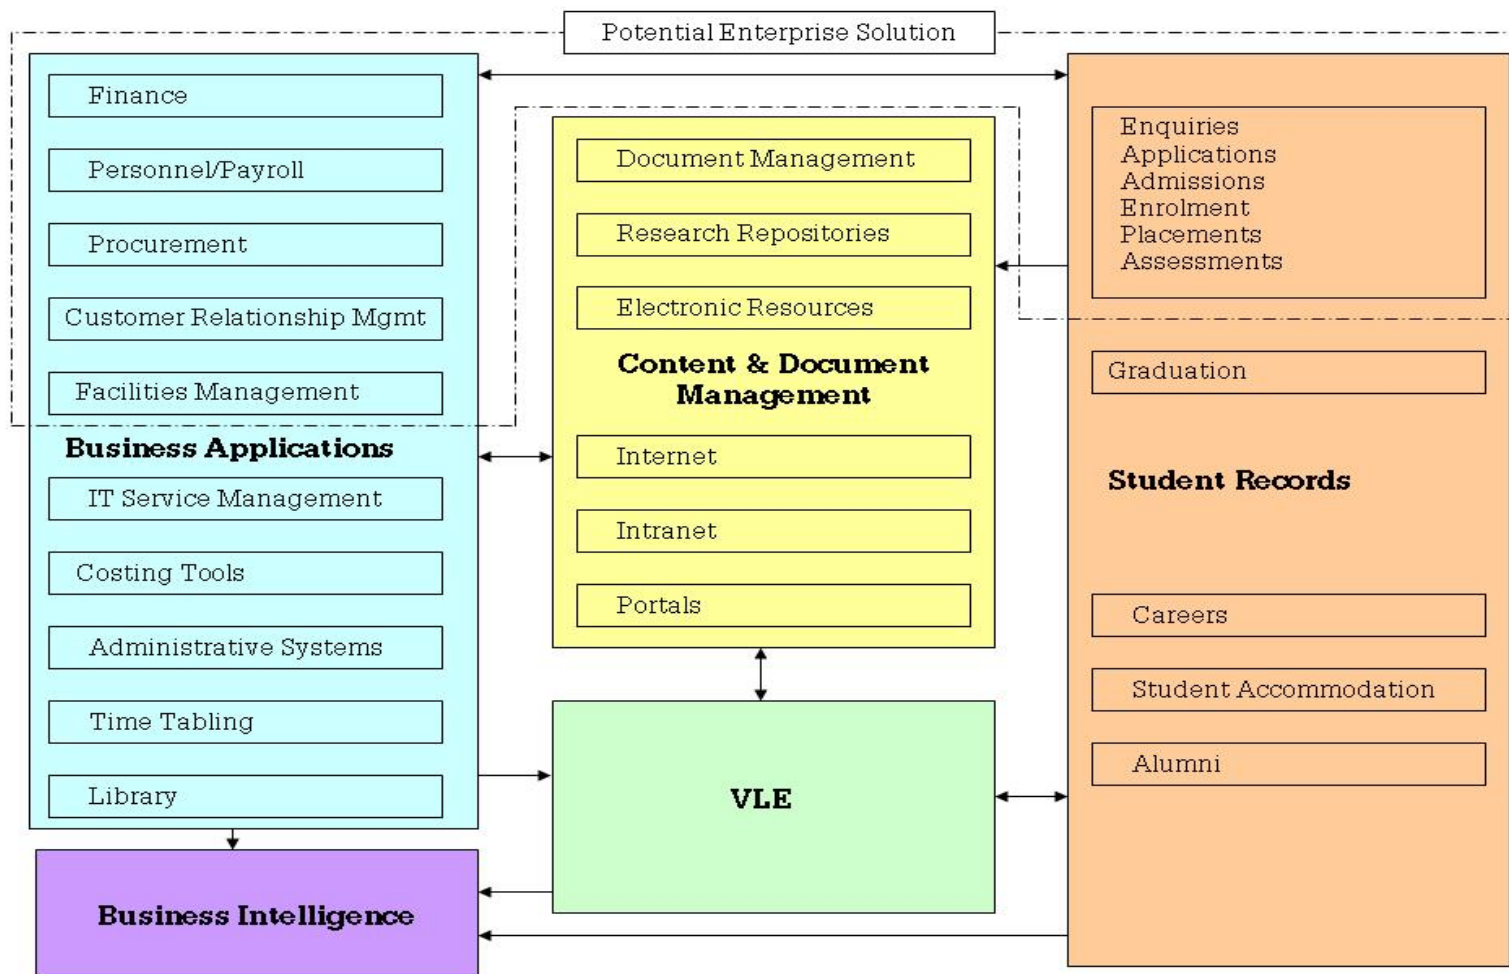 Potential Enterprise Solution
Finance
Personnel/Payroll
Procurement
Customer Relationship Mgmt
Facilities Management
Business Applications
IT Service Management
Costing Tools
Administrative Systems
Time Tabling
Library
Business Intelligence
Document Management
Research Repositories
Electronic Resources
Content & Document
Management
Internet
Intranet
Portals
VLE
Enquiries
Applications
Admissions
Enrolment
Placements
Assessments
Graduation
Student Records
Careers
Student Accommodation
Alumni